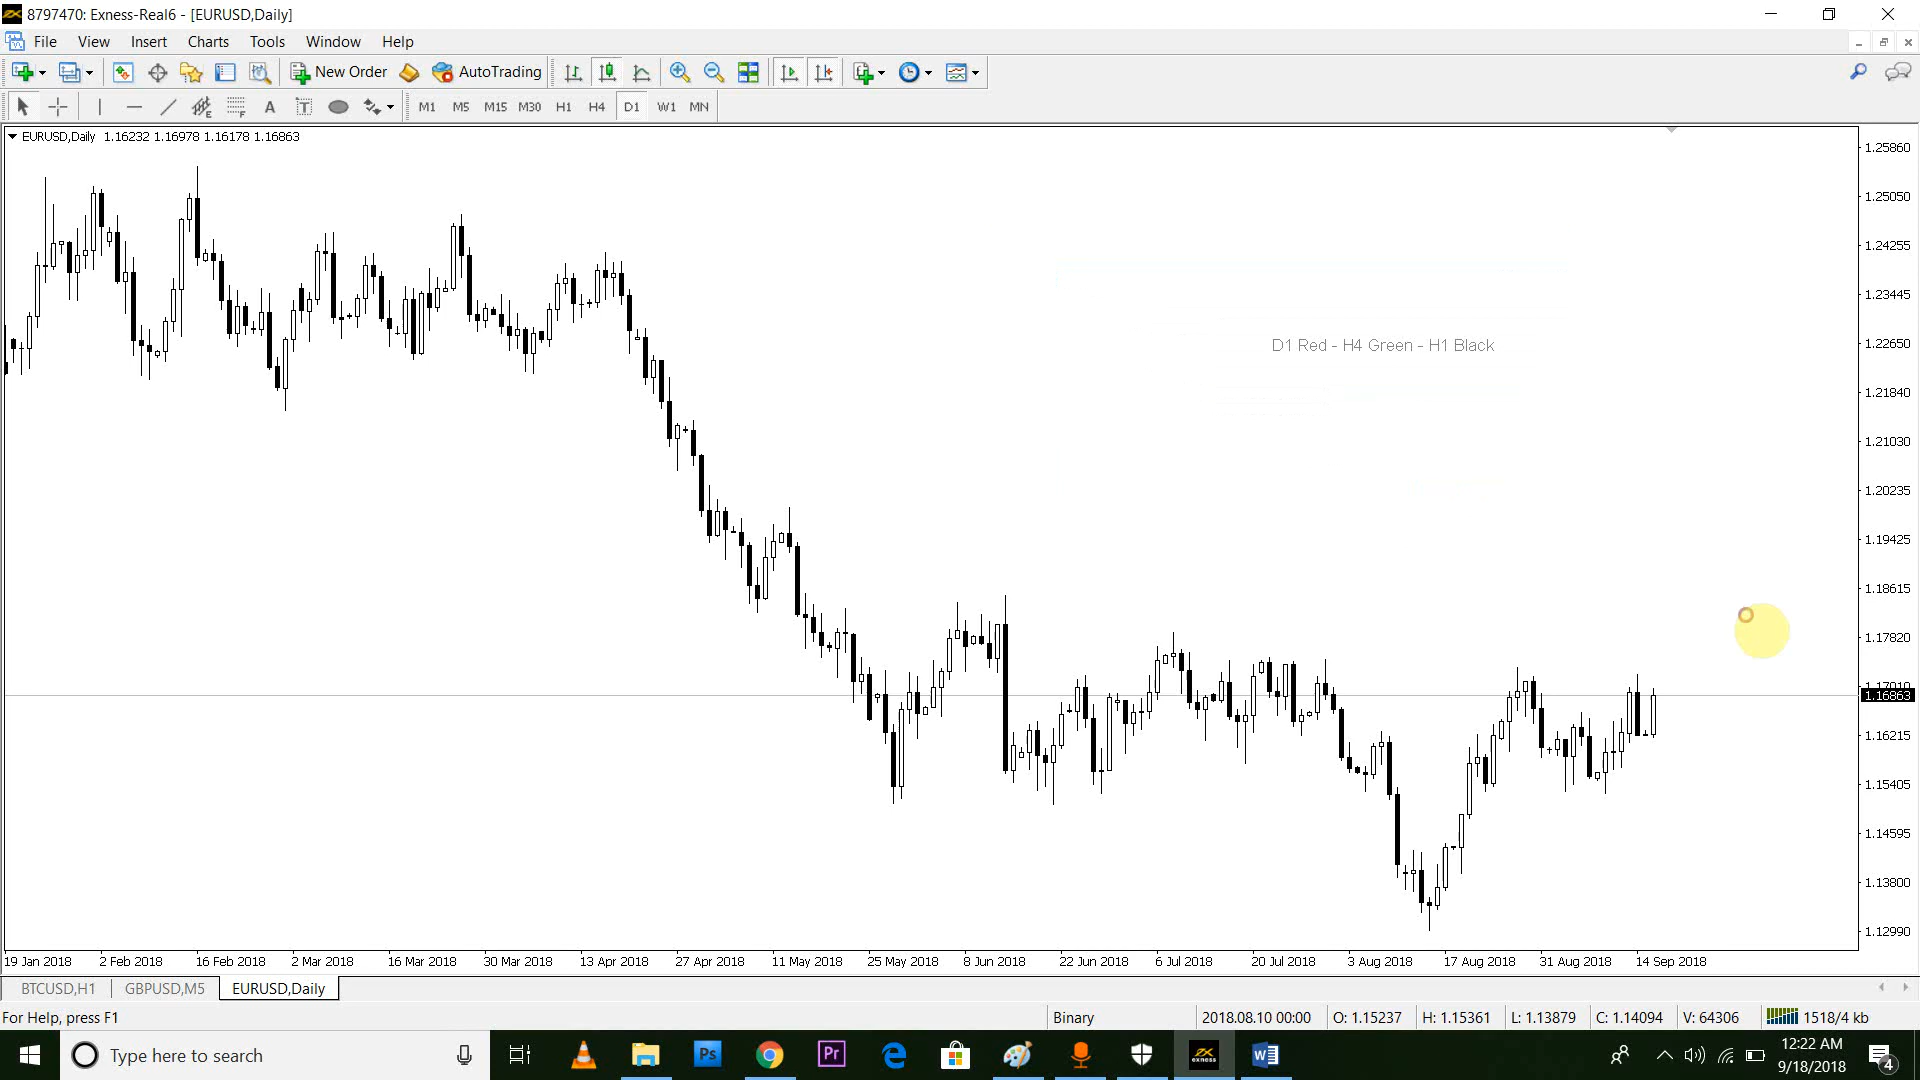 8797470: Exness-Real6 - [EURUSD,Daily]
File View Insert Charts Tools Window Help
New Order AutoTrading
A T M1 M5 M15 M30 H1 H4 D1 W1 MN
EURUSD,Daily 1.16232 1.16978 1.16178 1.16863
1.25860
1.25050
1.24255
1.23445
D1 Red - H4 Green - H1 Black
1.22650
1.21840
1.21030
1.20235
1.19425
1.18615
1.17820
1.17010
1.16863
1.16215
1.15405
1.14595
1.13800
1.12990
19 Jan 2018 2 Feb 2018 16 Feb 2018 2 Mar 2018 16 Mar 2018 30 Mar 2018 13 Apr 2018 27 Apr 2018 11 May 2018 25 May 2018 8 Jun 2018 22 Jun 2018 6 Jul 2018 20 Jul 2018 3 Aug 2018 17 Aug 2018 31 Aug 2018 14 Sep 2018
BTCUSD,H1 GBPUSD,M5 EURUSD,Daily
For Help, press F1 Binary 2018.08.10 00:00 O: 1.15237 H: 1.15361 L: 1.13879 C: 1.14094 V: 64306 1518/4 kb
Type here to search Ps Pr exness 12:22 AM
9/18/2018 4